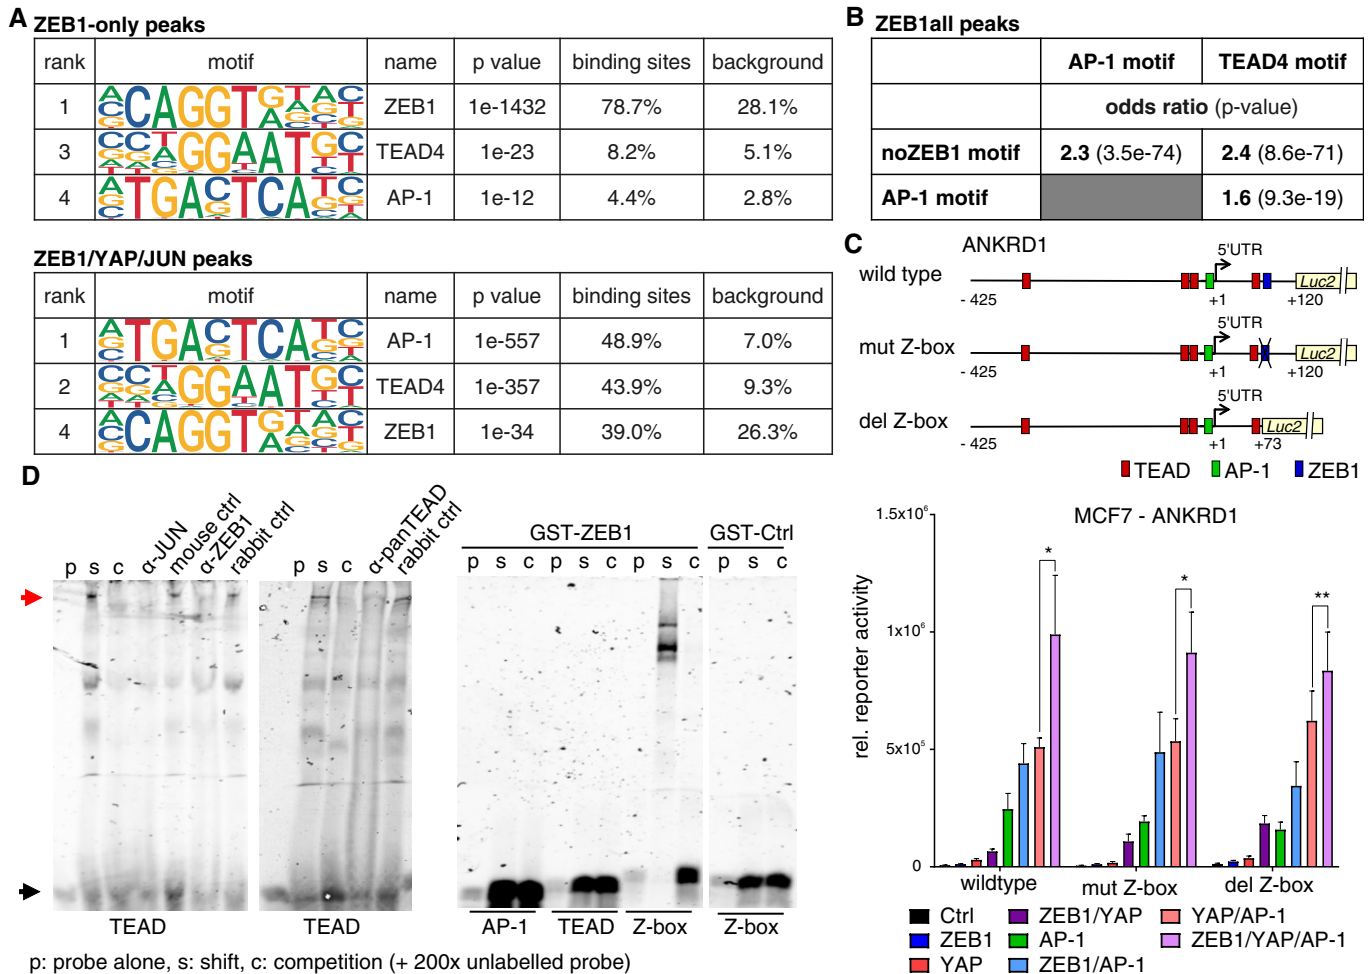 A
ZEB1-only peaks
rank motif name p value binding sites background
1 ZEB1 1e-1432 78.7% 28.1%
3 TEAD4 1e-23 8.2% 5.1%
4 AP-1 1e-12 4.4% 2.8%
ZEB1/YAP/JUN peaks
rank motif name p value binding sites background
1 AP-1 1e-557 48.9% 7.0%
2 TEAD4 1e-357 43.9% 9.3%
4 ZEB1 1e-34 39.0% 26.3%
B
ZEB1all peaks
AP-1 motif TEAD4 motif
odds ratio (p-value)
noZEB1 motif 2.3 (3.5e-74) 2.4 (8.6e-71)
AP-1 motif 1.6 (9.3e-19)
C
ANKRD1
wild type
5'UTR
Luc2
- 425 +1 +120
mut Z-box
5'UTR
Luc2
- 425 +1 +120
del Z-box
5'UTR
Luc2
- 425 +1 +73
TEAD AP-1 ZEB1
MCF7 - ANKRD1
rel. reporter activity
1.5x10⁶
1x10⁶
5x10⁵
0
* * **
wildtype mut Z-box del Z-box
Ctrl ZEB1/YAP YAP/AP-1
ZEB1 AP-1 ZEB1/YAP/AP-1
YAP ZEB1/AP-1
D
p s c α-JUN mouse ctrl α-ZEB1 rabbit ctrl
TEAD
p s c α-panTEAD rabbit ctrl
TEAD
GST-ZEB1 GST-Ctrl
p s c p s c p s c p s c
AP-1 TEAD Z-box Z-box
p: probe alone, s: shift, c: competition (+ 200x unlabelled probe)